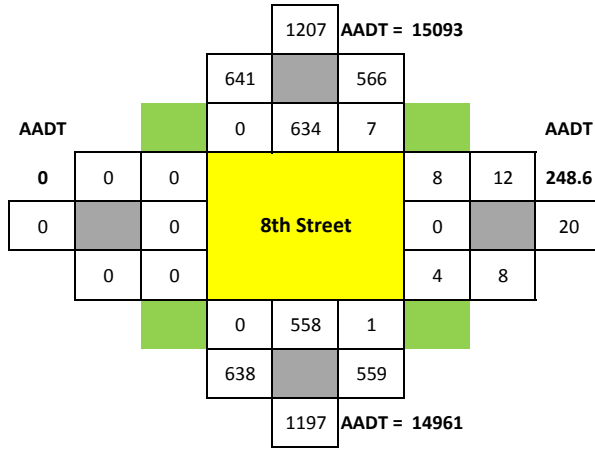 1207 AADT = 15093
641 566
AADT 0 634 7 AADT
0 0 0 8 12 248.6
0 0 8th Street 0 20
0 0 4 8
0 558 1
638 559
1197 AADT = 14961